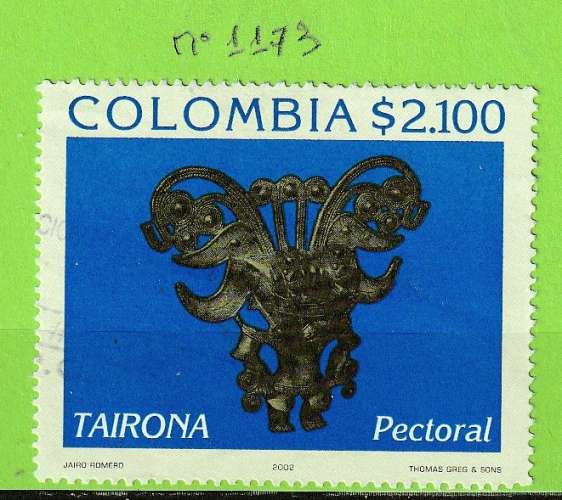 n° 1173
COLOMBIA $2.100
TAIRONA Pectoral
JAIRO ROMERO 2002 THOMAS GREG & SONS